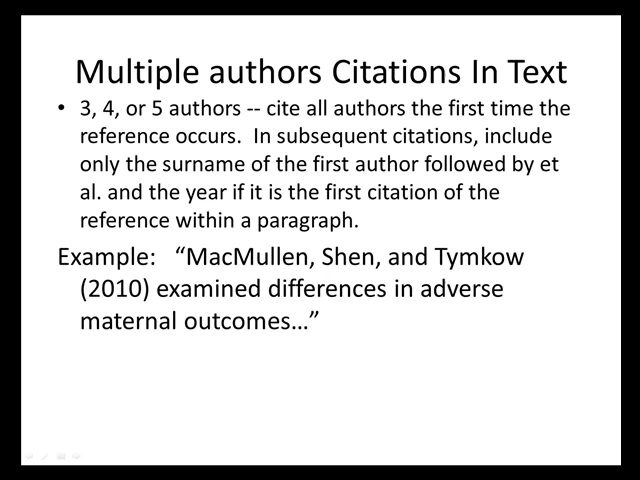 Multiple authors Citations In Text
• 3, 4, or 5 authors -- cite all authors the first time the
reference occurs.  In subsequent citations, include
only the surname of the first author followed by et
al. and the year if it is the first citation of the
reference within a paragraph.
Example:   “MacMullen, Shen, and Tymkow
(2010) examined differences in adverse
maternal outcomes…”